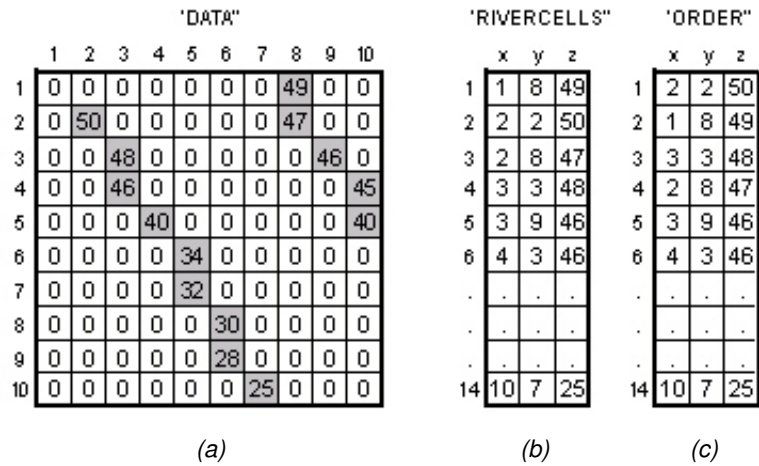 'DATA" 'RIVERCELLS" 'ORDER"
1 2 3 4 5 6 7 8 9 10 x y z x y z
1 0 0 0 0 0 0 0 49 0 0 1 1 8 49 1 2 2 50
2 0 50 0 0 0 0 0 47 0 0 2 2 2 50 2 1 8 49
3 0 0 48 0 0 0 0 0 46 0 3 2 8 47 3 3 3 48
4 0 0 46 0 0 0 0 0 0 45 4 3 3 48 4 2 8 47
5 0 0 0 40 0 0 0 0 0 40 5 3 9 46 5 3 9 46
6 0 0 0 0 34 0 0 0 0 0 6 4 3 46 6 4 3 46
7 0 0 0 0 32 0 0 0 0 0 . . . . . . . .
8 0 0 0 0 0 30 0 0 0 0 . . . . . . . .
9 0 0 0 0 0 28 0 0 0 0 . . . . . . . .
10 0 0 0 0 0 0 25 0 0 0 14 10 7 25 14 10 7 25
(a) (b) (c)